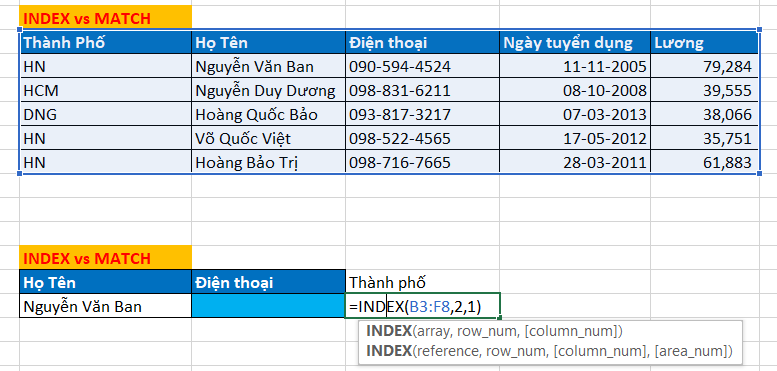 INDEX vs MATCH
Thành Phố Họ Tên Điện thoại Ngày tuyển dụng Lương
HN Nguyễn Văn Ban 090-594-4524 11-11-2005 79,284
HCM Nguyễn Duy Dương 098-831-6211 08-10-2008 39,555
DNG Hoàng Quốc Bảo 093-817-3217 07-03-2013 38,066
HN Võ Quốc Việt 098-522-4565 17-05-2012 35,751
HN Hoàng Bảo Trị 098-716-7665 28-03-2011 61,883
INDEX vs MATCH
Họ Tên Điện thoại Thành phố
Nguyễn Văn Ban =INDEX(B3:F8,2,1)
INDEX(array, row_num, [column_num])
INDEX(reference, row_num, [column_num], [area_num])